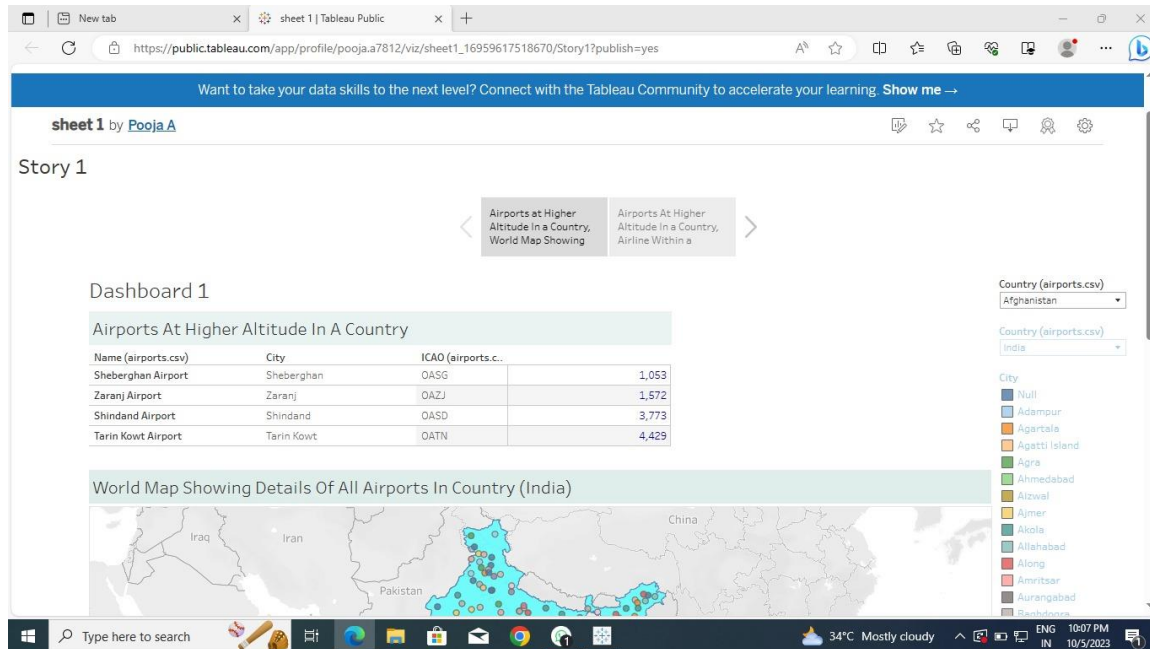 New tab
sheet 1 | Tableau Public
https://public.tableau.com/app/profile/pooja.a7812/viz/sheet1_16959617518670/Story1?publish=yes
Want to take your data skills to the next level? Connect with the Tableau Community to accelerate your learning. Show me →
sheet 1 by Pooja A
Story 1
Airports at Higher
Altitude In a Country,
World Map Showing
Airports At Higher
Altitude In a Country,
Airline Within a
Dashboard 1
Airports At Higher Altitude In A Country
Name (airports.csv) City ICAO (airports.c..
Sheberghan Airport Sheberghan OASG 1,053
Zaranj Airport Zaranj OAZJ 1,572
Shindand Airport Shindand OASD 3,773
Tarin Kowt Airport Tarin Kowt OATN 4,429
World Map Showing Details Of All Airports In Country (India)
Iraq
Iran
Pakistan
China
Country (airports.csv)
Afghanistan
Country (airports.csv)
India
City
Null
Adampur
Agartala
Agatti Island
Agra
Ahmedabad
Aizwal
Ajmer
Akola
Allahabad
Along
Amritsar
Aurangabad
Type here to search
34°C Mostly cloudy
ENG
IN
10:07 PM
10/5/2023